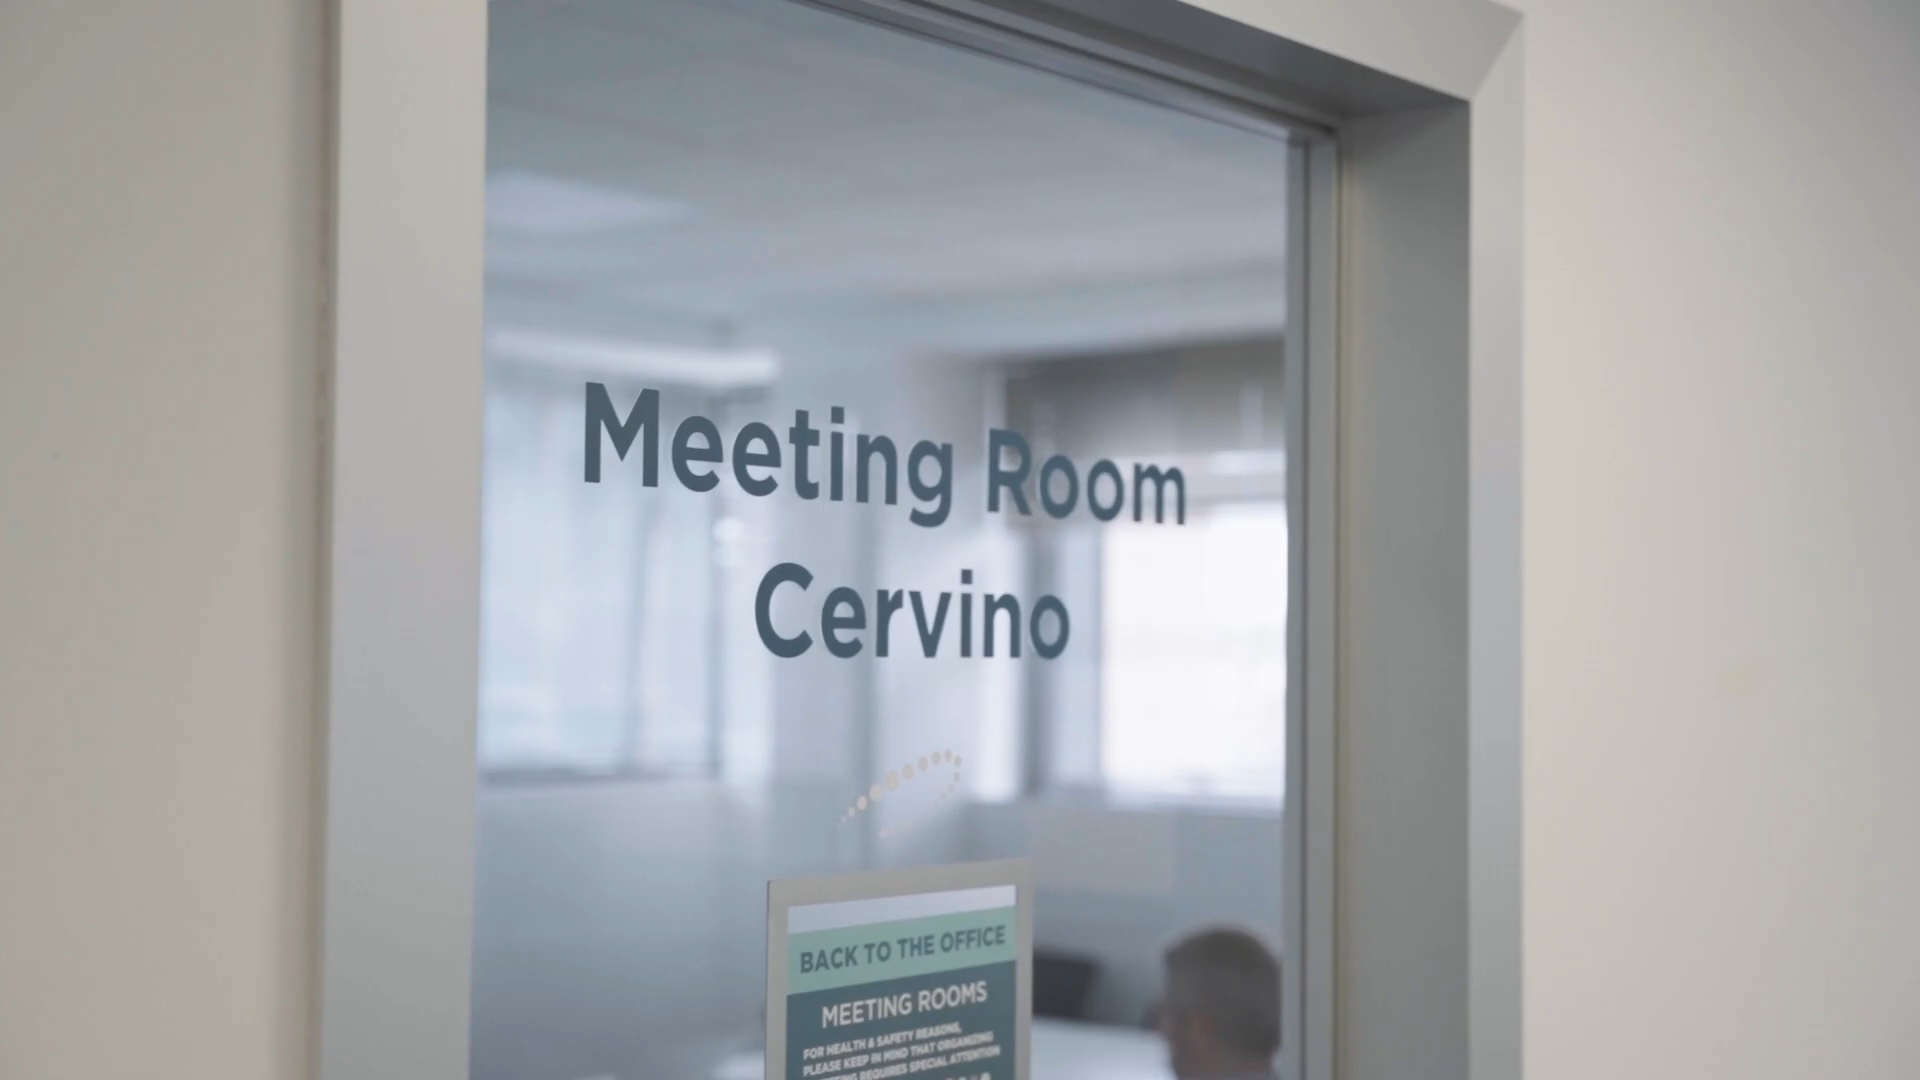 Meeting Room
Cervino
BACK TO THE OFFICE
MEETING ROOMS
FOR HEALTH & SAFETY REASONS,
PLEASE KEEP IN MIND THAT ORGANIZING
REQUIRES SPECIAL ATTENTION